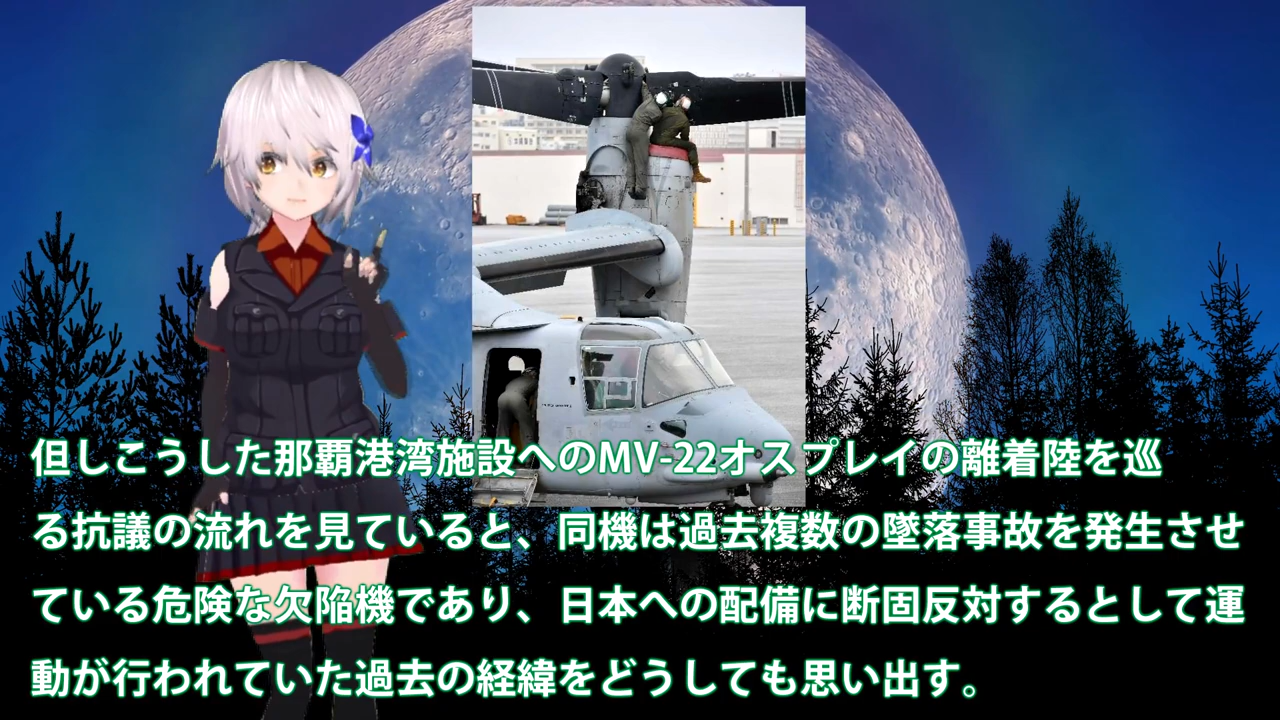 但しこうした那覇港湾施設へのMV-22オスプレイの離着陸を巡
る抗議の流れを見ていると、同機は過去複数の墜落事故を発生させ
ている危険な欠陥機であり、日本への配備に断固反対するとして運
動が行われていた過去の経緯をどうしても思い出す。